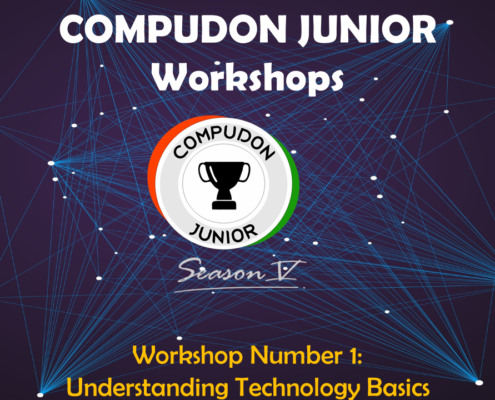 COMPUDON JUNIOR
Workshops
COMPUDON
JUNIOR
Season V
Workshop Number 1:
Understanding Technology Basics